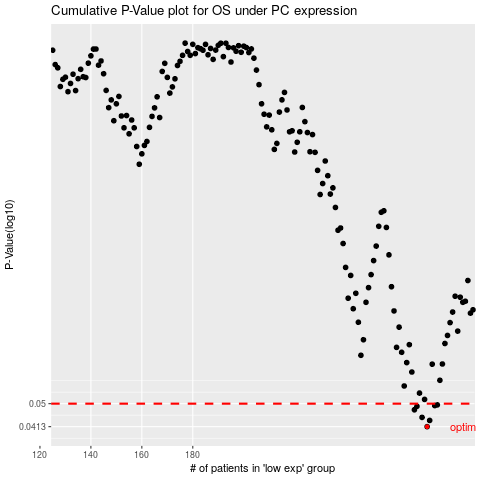 Cumulative P-Value plot for OS under PC expression
P-Value(log10)
0.05
0.0413
optim
120 140 160 180
# of patients in 'low exp' group